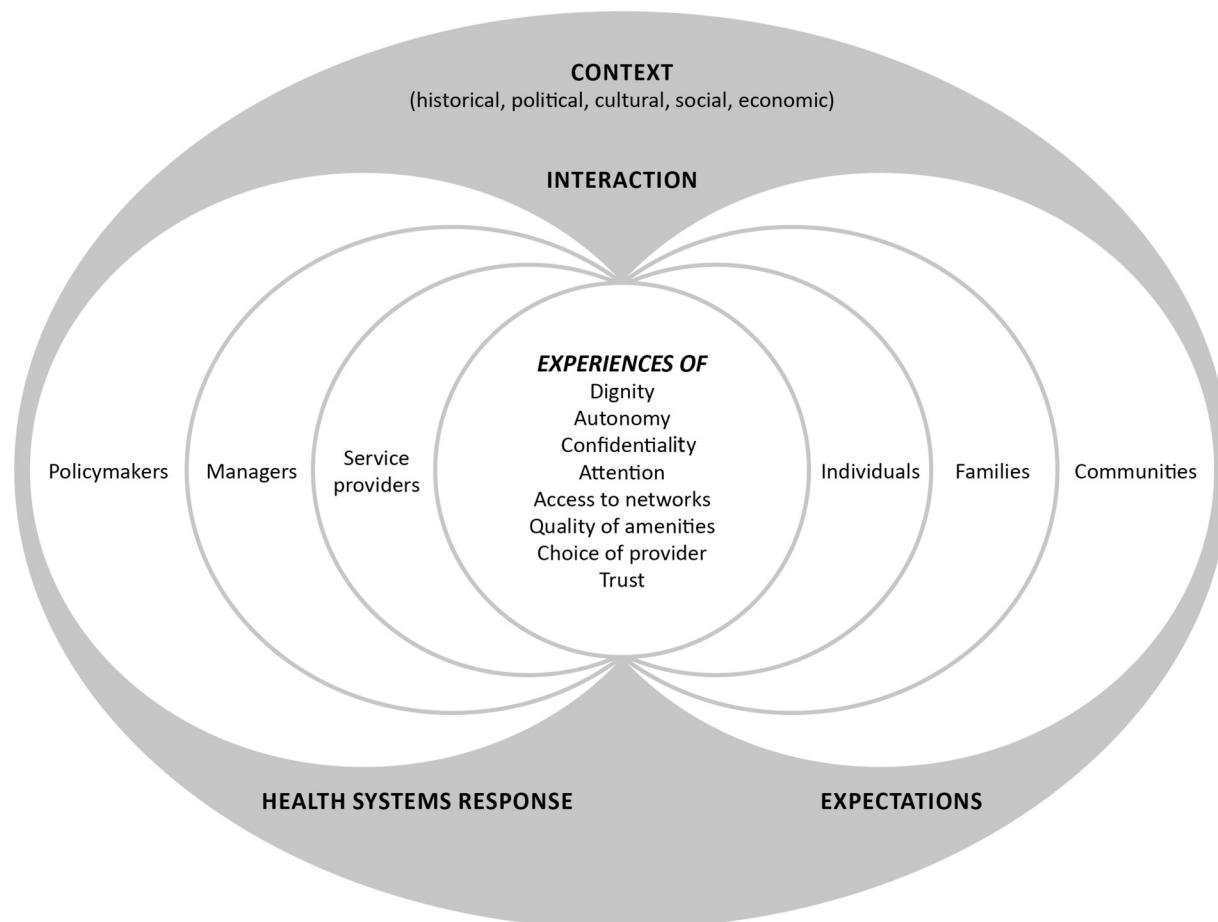 CONTEXT
(historical, political, cultural, social, economic)
INTERACTION
EXPERIENCES OF
Dignity
Autonomy
Confidentiality
Attention
Access to networks
Quality of amenities
Choice of provider
Trust
Policymakers
Managers
Service
providers
Individuals
Families
Communities
HEALTH SYSTEMS RESPONSE
EXPECTATIONS